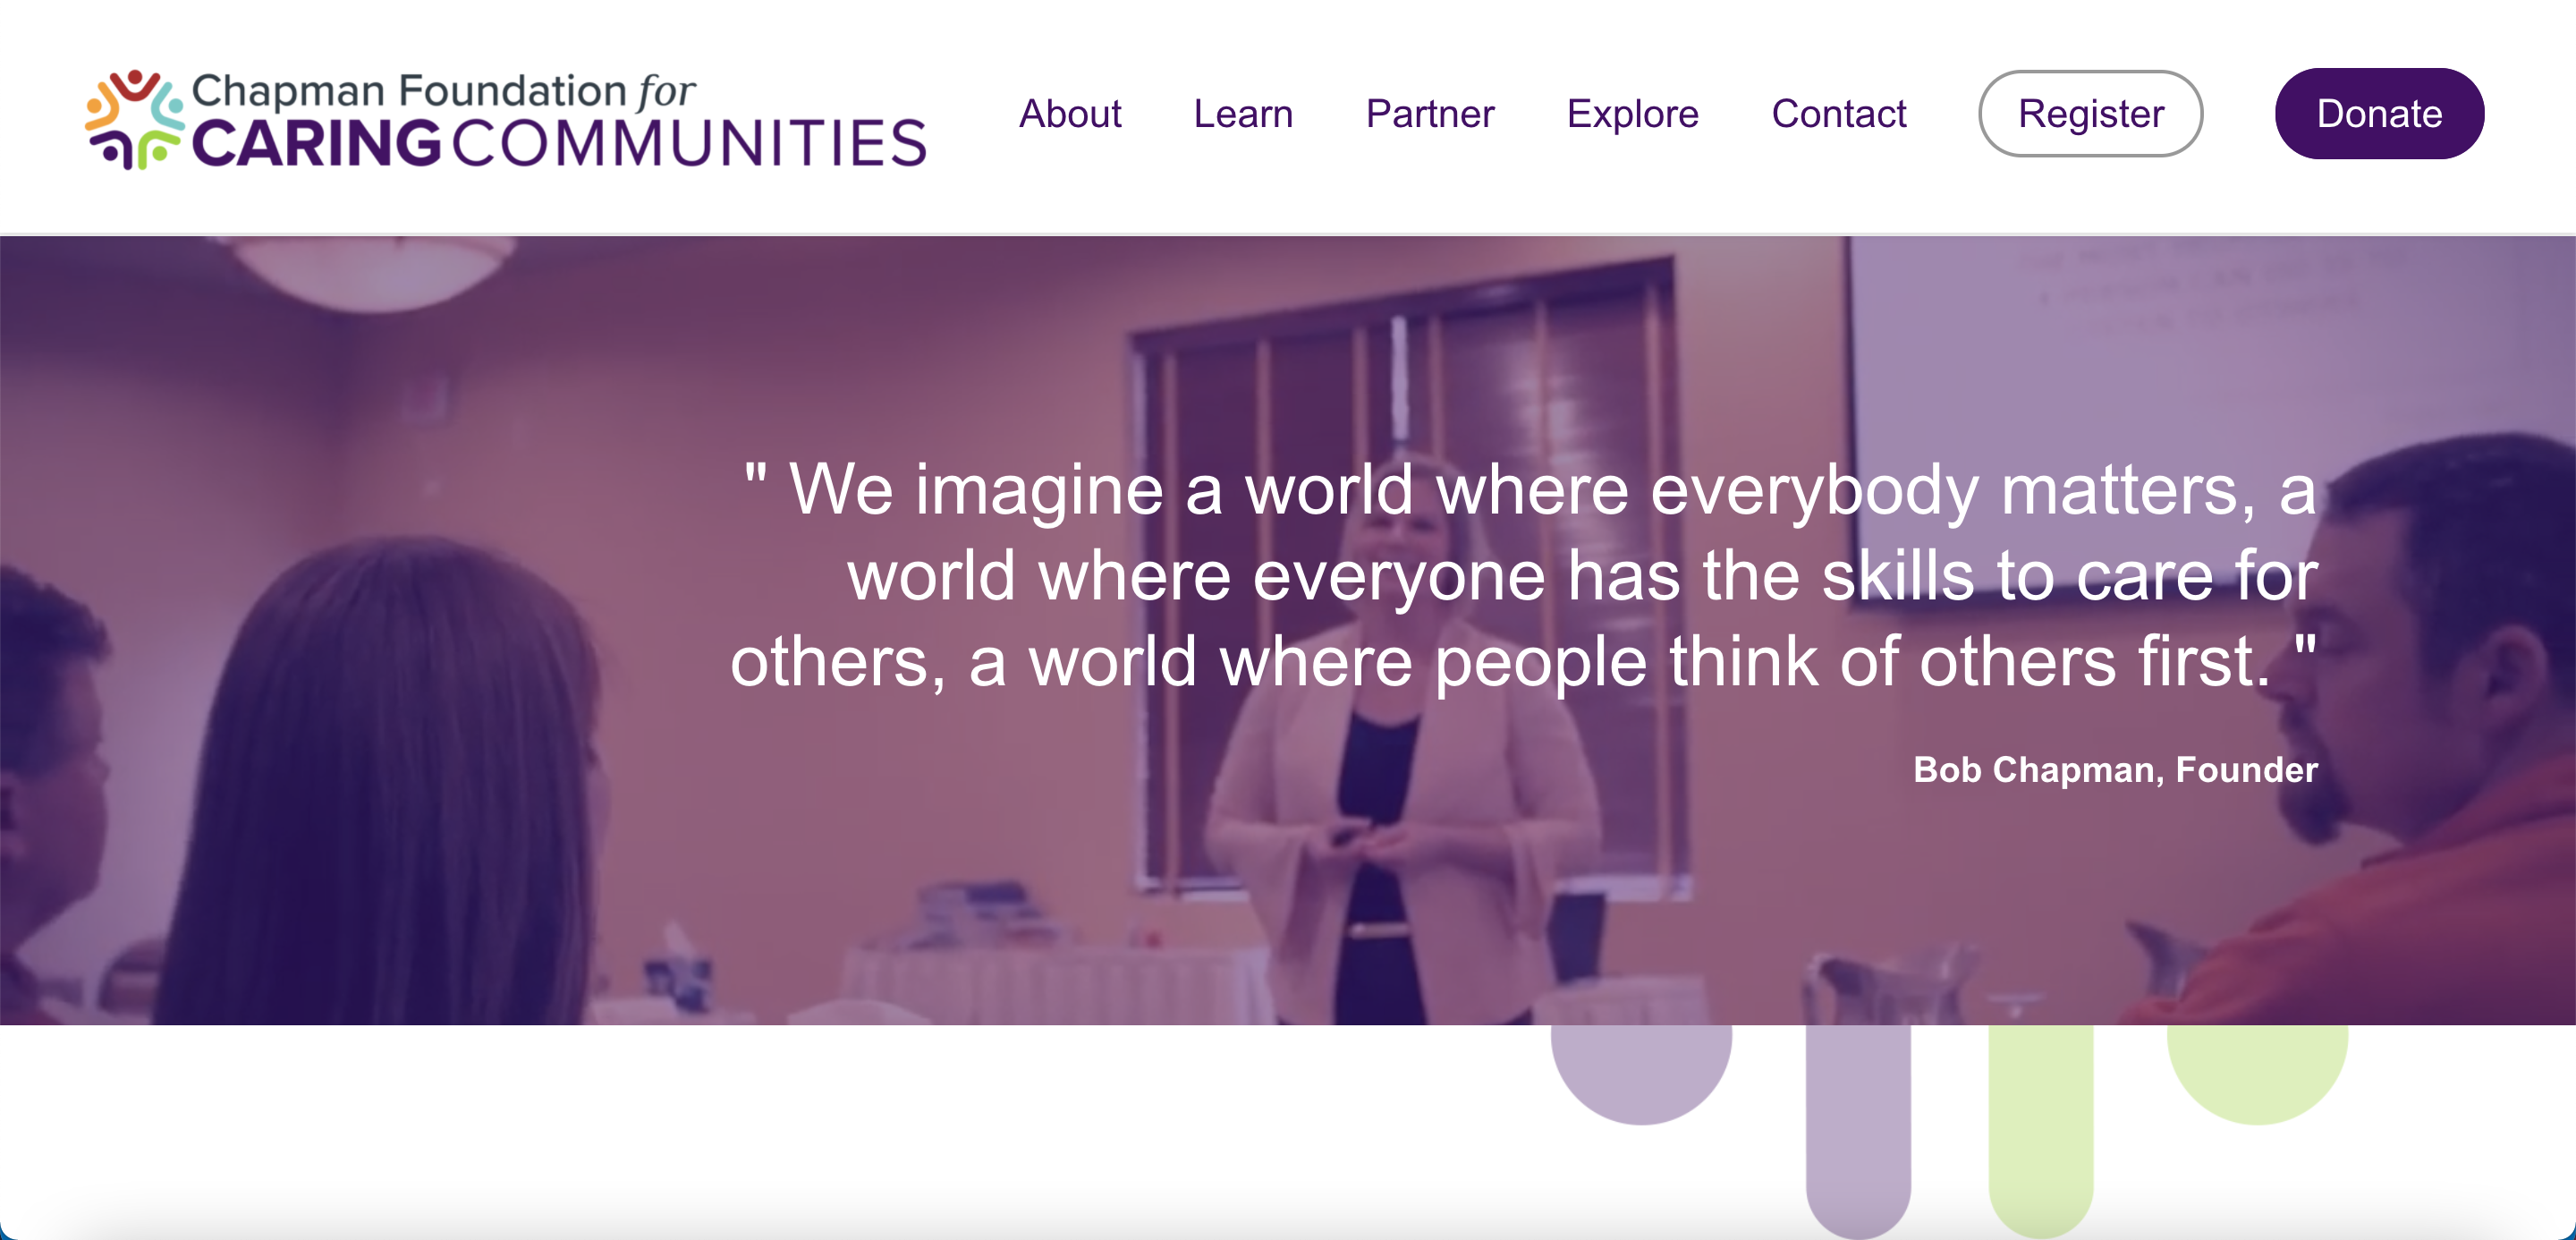 Chapman Foundation for
CARING COMMUNITIES
About Learn Partner Explore Contact Register Donate
" We imagine a world where everybody matters, a
world where everyone has the skills to care for
others, a world where people think of others first. "
Bob Chapman, Founder